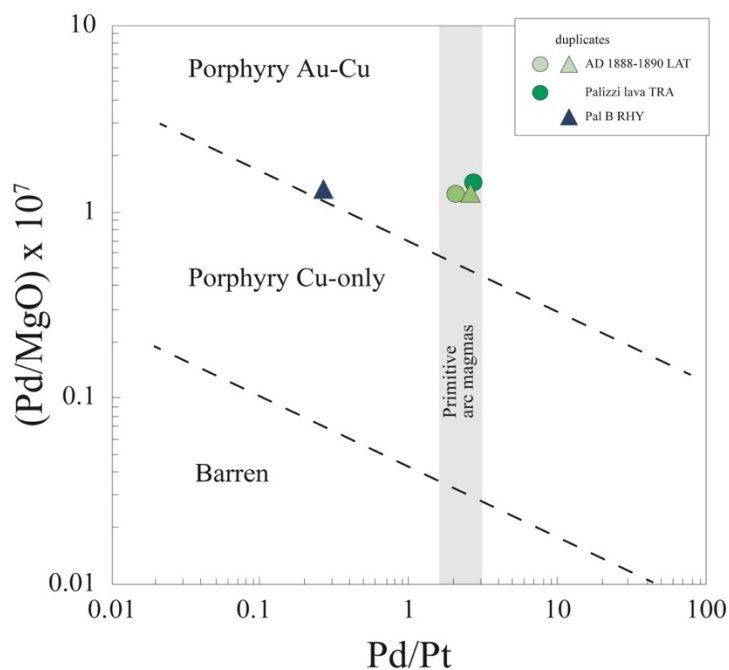 10
1
0.1
0.01
(Pd/MgO) x 10⁷
Porphyry Au-Cu
Porphyry Cu-only
Barren
Primitive
arc magmas
duplicates
AD 1888-1890 LAT
Palizzi lava TRA
Pal B RHY
0.01
0.1
1
10
100
Pd/Pt